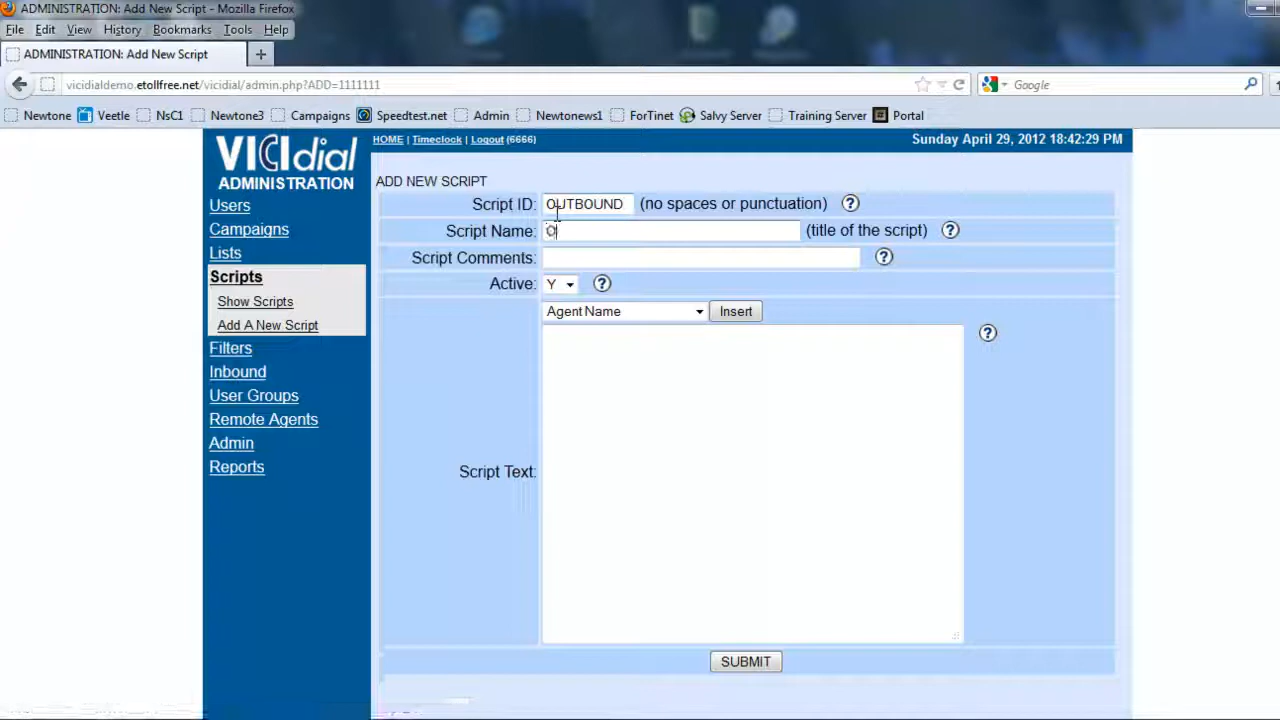 ADMINISTRATION: Add New Script - Mozilla Firefox
File Edit View History Bookmarks Tools Help
ADMINISTRATION: Add New Script +
vicidialdemo.etollfree.net/vicidial/admin.php?ADD=1111111 Google
Newtone Veetle NsC1 Newtone3 Campaigns Speedtest.net Admin Newtonews1 ForTinet Salvy Server Training Server Portal
VICIdial
ADMINISTRATION
HOME | Timeclock | Logout (6666) Sunday April 29, 2012 18:42:29 PM
Users
Campaigns
Lists
Scripts
Show Scripts
Add A New Script
Filters
Inbound
User Groups
Remote Agents
Admin
Reports
ADD NEW SCRIPT
Script ID: OUTBOUND (no spaces or punctuation) ?
Script Name: O (title of the script) ?
Script Comments: ?
Active: Y ?
Agent Name Insert
?
Script Text:
SUBMIT